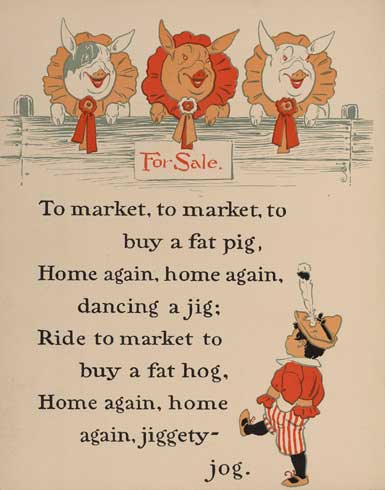 For Sale.
To market, to market, to
buy a fat pig,
Home again, home again,
dancing a jig;
Ride to market to
buy a fat hog,
Home again, home
again, jiggety-
jog.